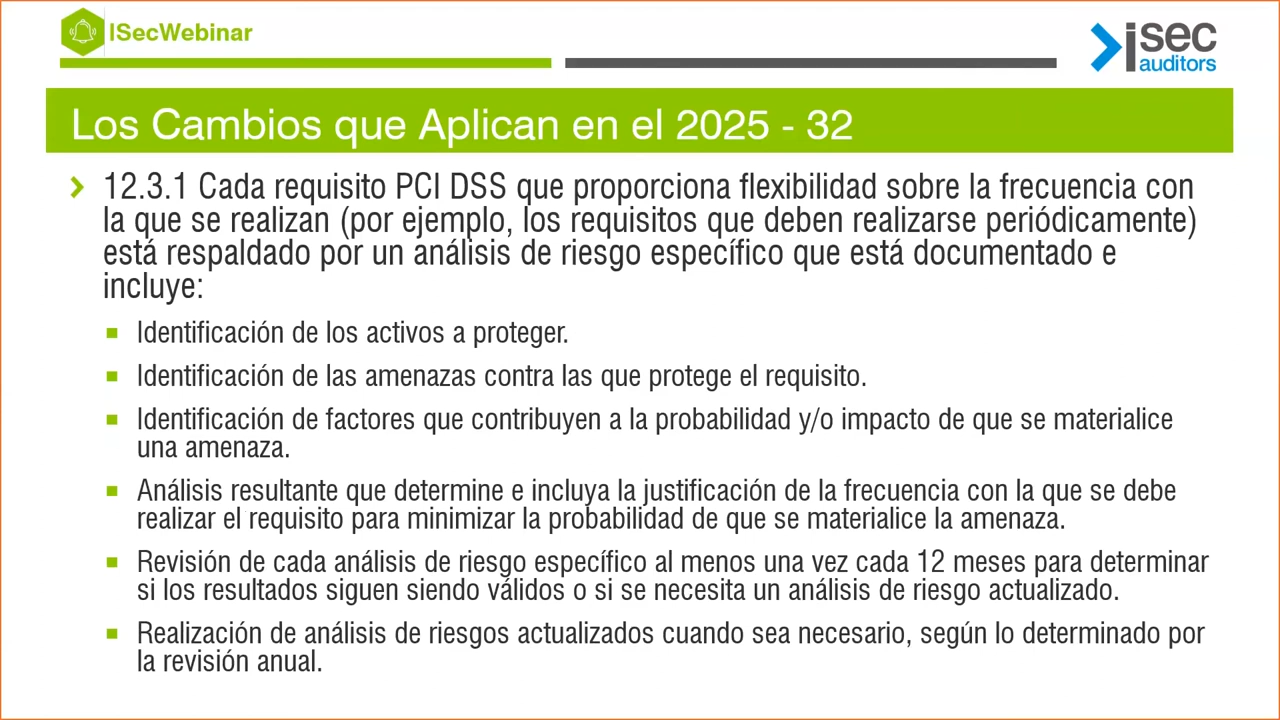 ISecWebinar
isec
auditors
Los Cambios que Aplican en el 2025 - 32
12.3.1 Cada requisito PCI DSS que proporciona flexibilidad sobre la frecuencia con
la que se realizan (por ejemplo, los requisitos que deben realizarse periódicamente)
está respaldado por un análisis de riesgo específico que está documentado e
incluye:
Identificación de los activos a proteger.
Identificación de las amenazas contra las que protege el requisito.
Identificación de factores que contribuyen a la probabilidad y/o impacto de que se materialice
una amenaza.
Análisis resultante que determine e incluya la justificación de la frecuencia con la que se debe
realizar el requisito para minimizar la probabilidad de que se materialice la amenaza.
Revisión de cada análisis de riesgo específico al menos una vez cada 12 meses para determinar
si los resultados siguen siendo válidos o si se necesita un análisis de riesgo actualizado.
Realización de análisis de riesgos actualizados cuando sea necesario, según lo determinado por
la revisión anual.